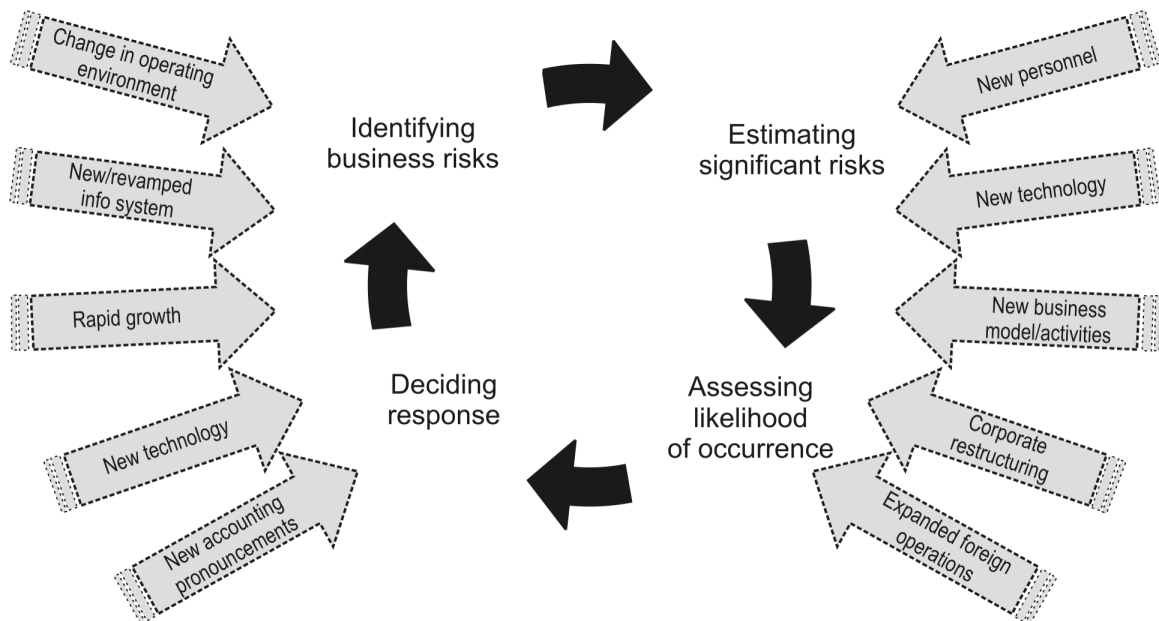 Change in operating
environment
New/revamped
info system
Rapid growth
New technology
New accounting
pronouncements
Identifying
business risks
Estimating
significant risks
Deciding
response
Assessing
likelihood
of occurrence
New personnel
New technology
New business
model/activities
Corporate
restructuring
Expanded foreign
operations